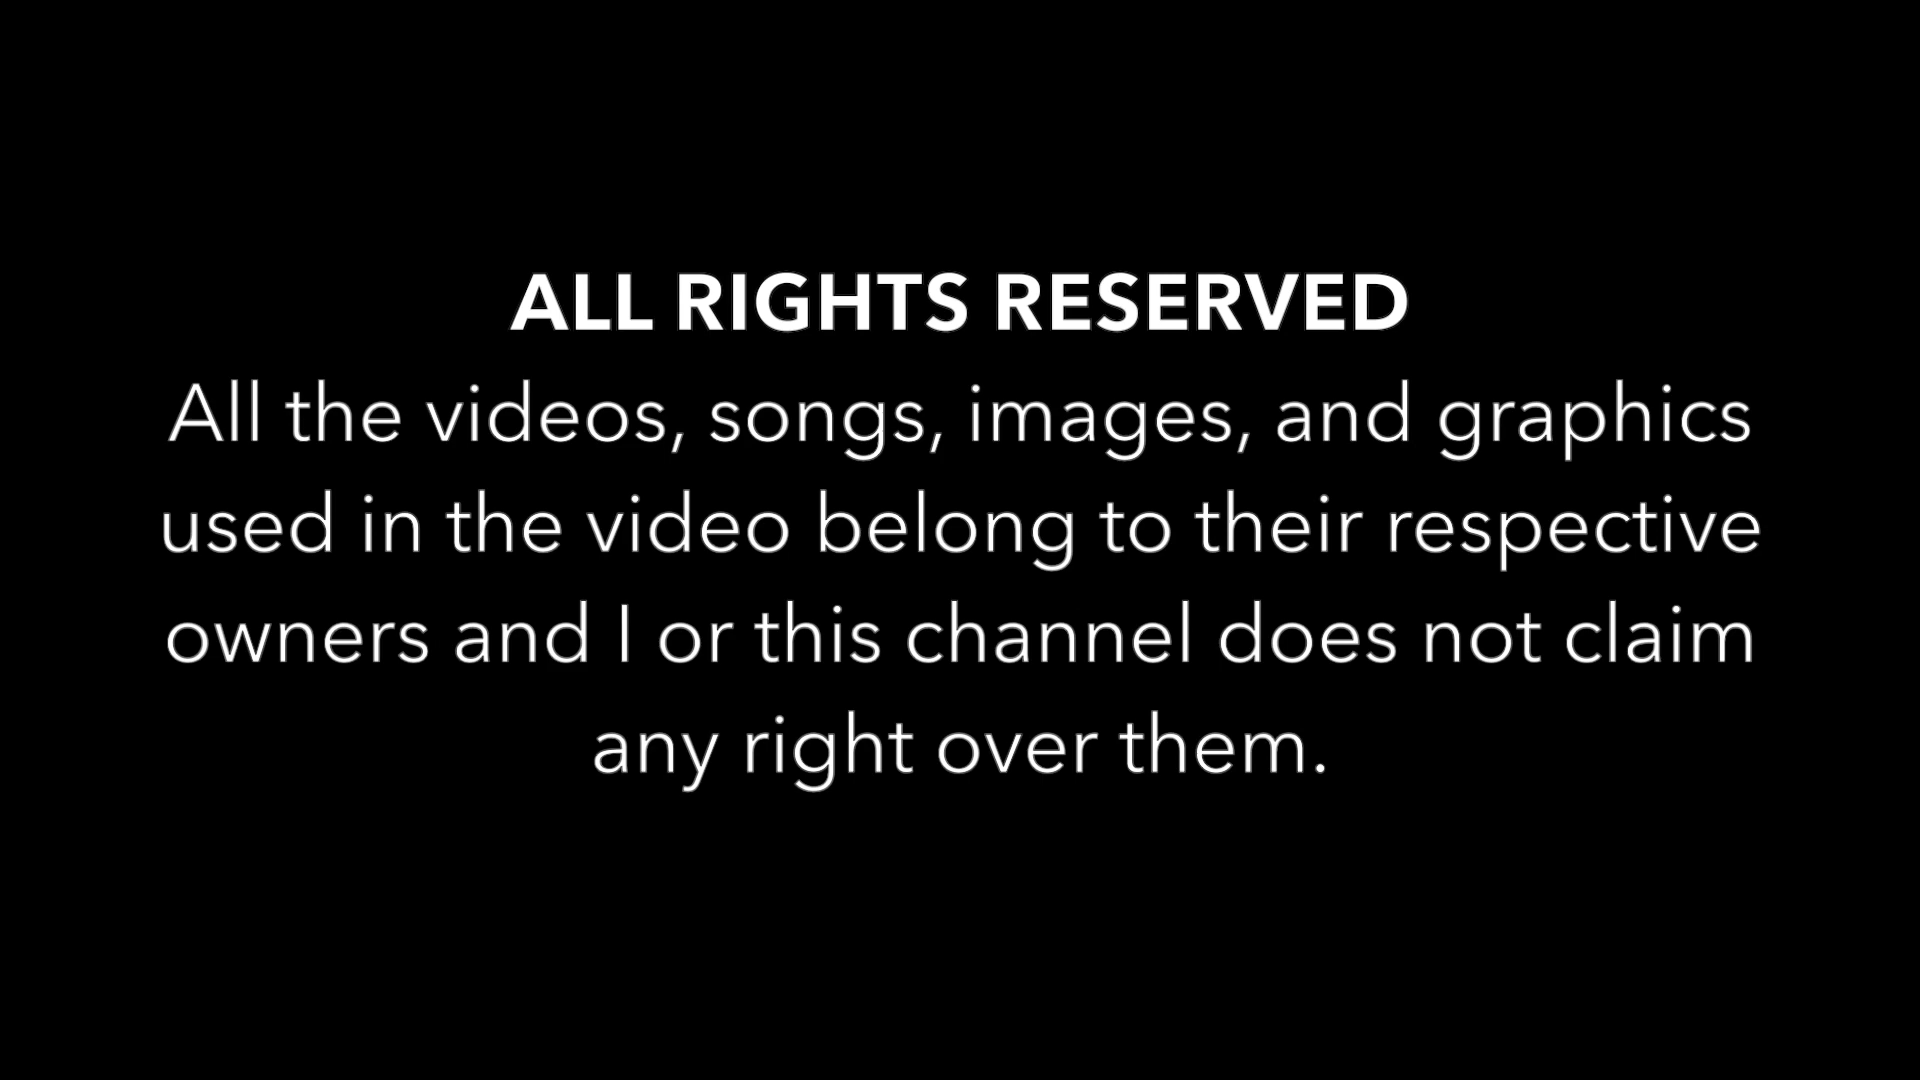 ALL RIGHTS RESERVED
All the videos, songs, images, and graphics
used in the video belong to their respective
owners and I or this channel does not claim
any right over them.